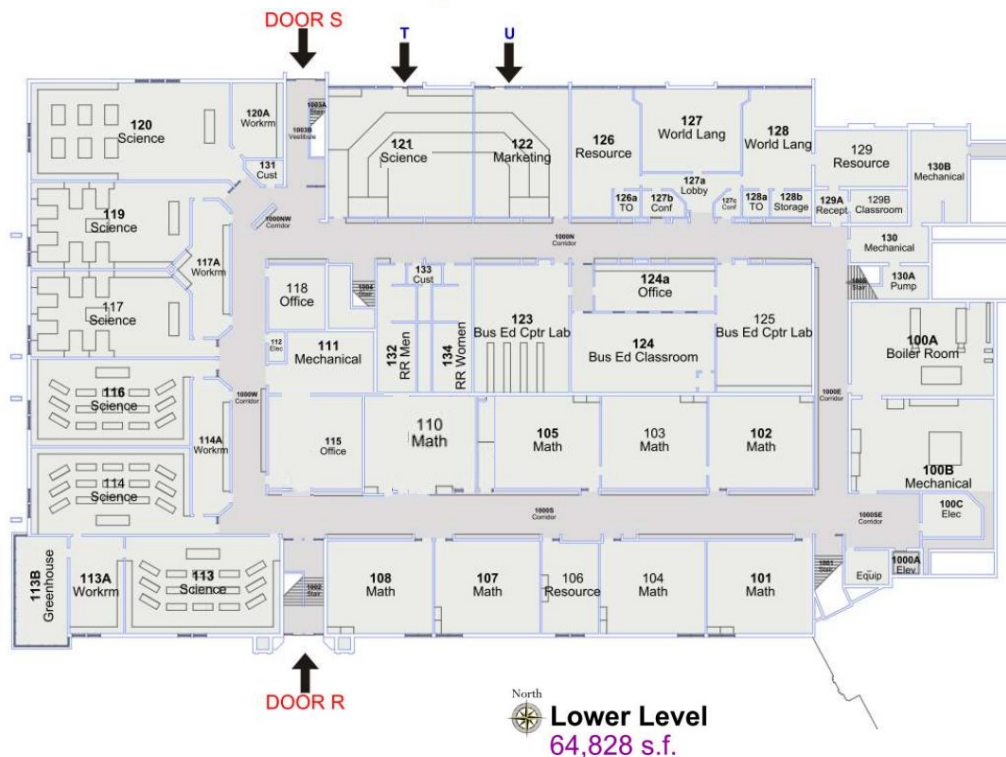 DOOR S
T
U
120
Science
120A
Workrm
1003A
Stair
1003B
Vestibule
131
Cust
121
Science
122
Marketing
126
Resource
127
World Lang
128
World Lang
127a
Lobby
126a
TO
127b
Conf
127c
Conf
128a
TO
128b
Storage
129
Resource
129A
Recept
129B
Classroom
130B
Mechanical
130
Mechanical
130A
Pump
119
Science
1000NW
Corridor
1000N
Corridor
117A
Workrm
117
Science
118
Office
1004
Stair
133
Cust
132
RR Men
134
RR Women
123
Bus Ed Cptr Lab
124a
Office
124
Bus Ed Classroom
125
Bus Ed Cptr Lab
Stair
100A
Boiler Room
112
Elec
111
Mechanical
116
Science
1000W
Corridor
1000E
Corridor
114A
Workrm
115
Office
110
Math
105
Math
103
Math
102
Math
100B
Mechanical
114
Science
100C
Elec
1000S
Corridor
1000SE
Corridor
113B
Greenhouse
113A
Workrm
113
Science
1002
Stair
108
Math
107
Math
106
Resource
104
Math
101
Math
1001
Stair
Equip
1000A
Elev
DOOR R
North
Lower Level
64,828 s.f.